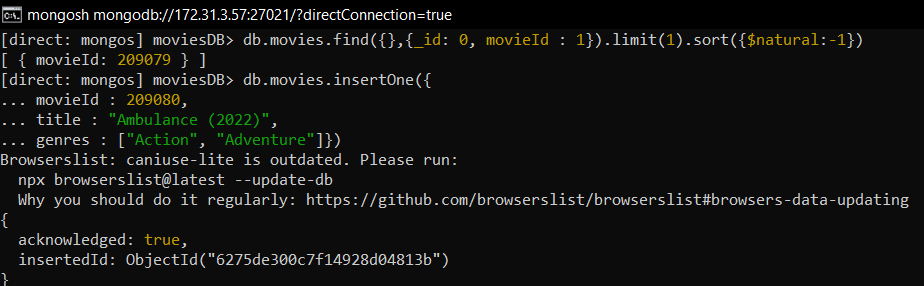 mongosh mongodb://172.31.3.57:27021/?directConnection=true
[direct: mongos] moviesDB> db.movies.find({},{_id: 0, movieId : 1}).limit(1).sort({$natural:-1})
[ { movieId: 209079 } ]
[direct: mongos] moviesDB> db.movies.insertOne({
... movieId : 209080,
... title : "Ambulance (2022)",
... genres : ["Action", "Adventure"]})
Browserslist: caniuse-lite is outdated. Please run:
  npx browserslist@latest --update-db
  Why you should do it regularly: https://github.com/browserslist/browserslist#browsers-data-updating
{
  acknowledged: true,
  insertedId: ObjectId("6275de300c7f14928d04813b")
}